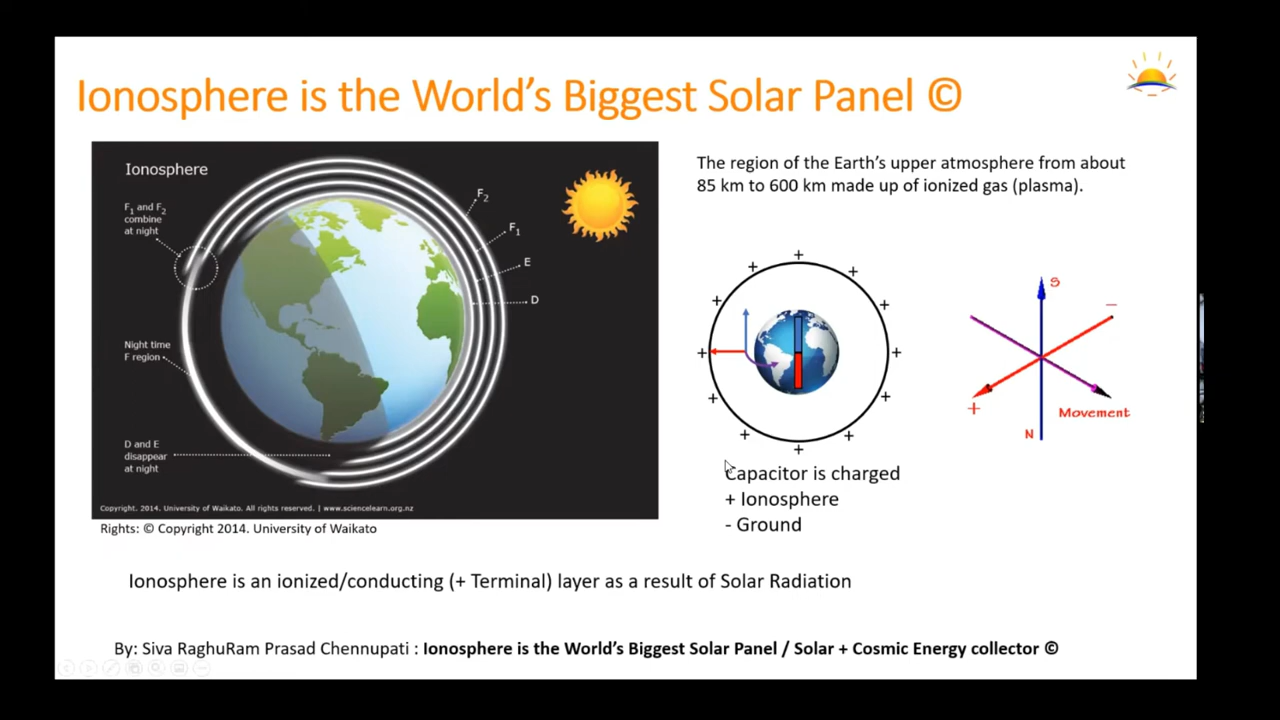 Ionosphere is the World's Biggest Solar Panel ©
Ionosphere
F₁ and F₂
combine
at night
F₂
F₁
E
D
Night time
F region
D and E
disappear
at night
Copyright. 2014. University of Waikato. All rights reserved. | www.sciencelearn.org.nz
Rights: © Copyright 2014. University of Waikato
The region of the Earth's upper atmosphere from about
85 km to 600 km made up of ionized gas (plasma).
+
+
+
+
+
+
+
+
+
+
+
+
Capacitor is charged
+ Ionosphere
- Ground
S
−
+
Movement
N
Ionosphere is an ionized/conducting (+ Terminal) layer as a result of Solar Radiation
By: Siva RaghuRam Prasad Chennupati : Ionosphere is the World's Biggest Solar Panel / Solar + Cosmic Energy collector ©